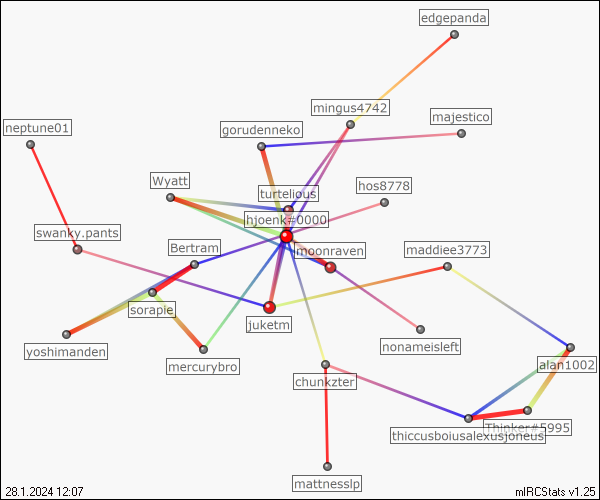 edgepanda
mingus4742
majestico
neptune01
gorudenneko
Wyatt
hos8778
turtelious
hjoenk#0000
swanky.pants
Bertram
moonraven
maddiee3773
sorapie
juketm
yoshimanden
nonameisleft
mercurybro
alan1002
chunkzter
Thinker#5995
thiccusboiusalexusjoneus
mattnesslp
28.1.2024 12:07
mIRCStats v1.25